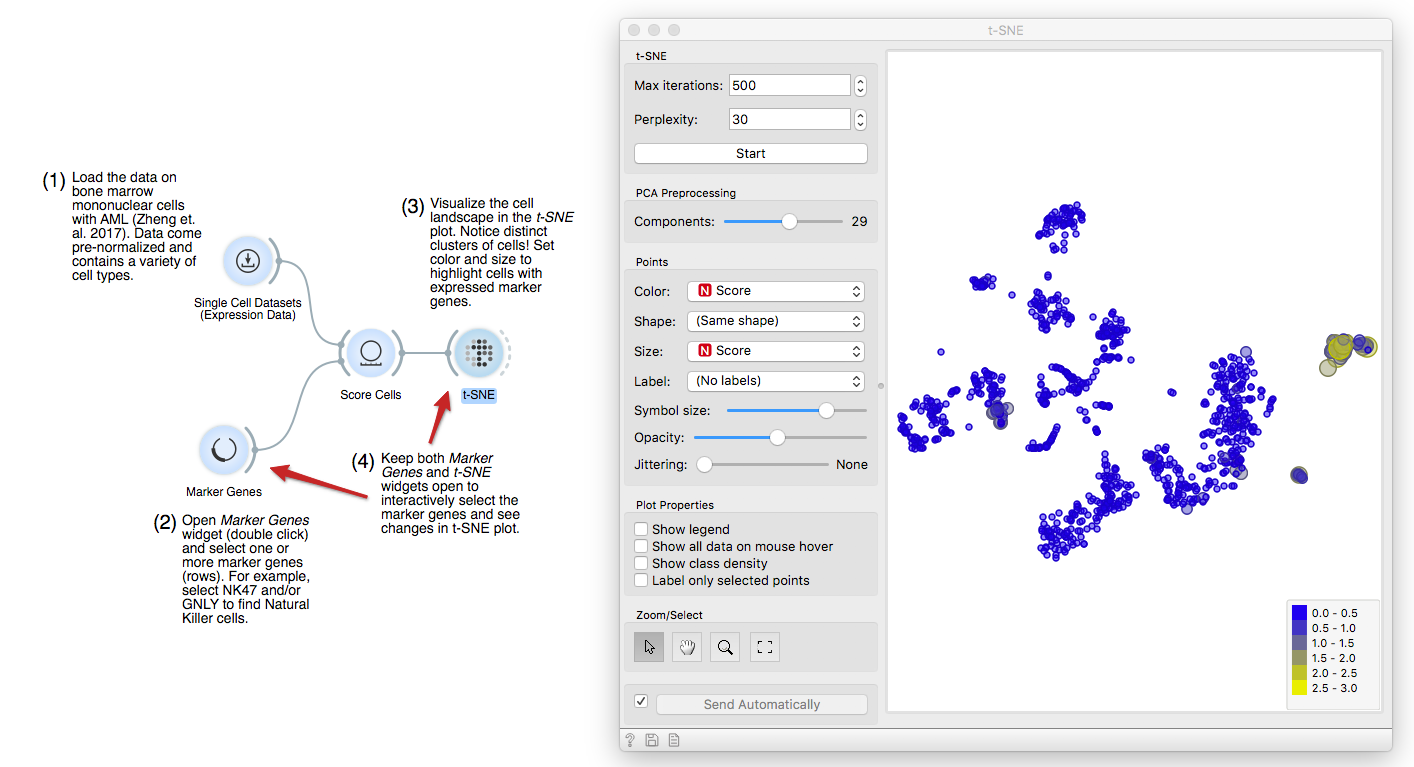 (1) Load the data on
bone marrow
mononuclear cells
with AML (Zheng et.
al. 2017). Data come
pre-normalized and
contains a variety of
cell types.
Single Cell Datasets
(Expression Data)
(3) Visualize the cell
landscape in the t-SNE
plot. Notice distinct
clusters of cells! Set
color and size to
highlight cells with
expressed marker
genes.
Score Cells
t-SNE
Marker Genes
(2) Open Marker Genes
widget (double click)
and select one or
more marker genes
(rows). For example,
select NK47 and/or
GNLY to find Natural
Killer cells.
(4) Keep both Marker
Genes and t-SNE
widgets open to
interactively select the
marker genes and see
changes in t-SNE plot.
t-SNE
t-SNE
Max iterations: 500
Perplexity: 30
Start
PCA Preprocessing
Components: 29
Points
Color: N Score
Shape: (Same shape)
Size: N Score
Label: (No labels)
Symbol size:
Opacity:
Jittering: None
Plot Properties
Show legend
Show all data on mouse hover
Show class density
Label only selected points
Zoom/Select
Send Automatically
?
0.0 - 0.5
0.5 - 1.0
1.0 - 1.5
1.5 - 2.0
2.0 - 2.5
2.5 - 3.0